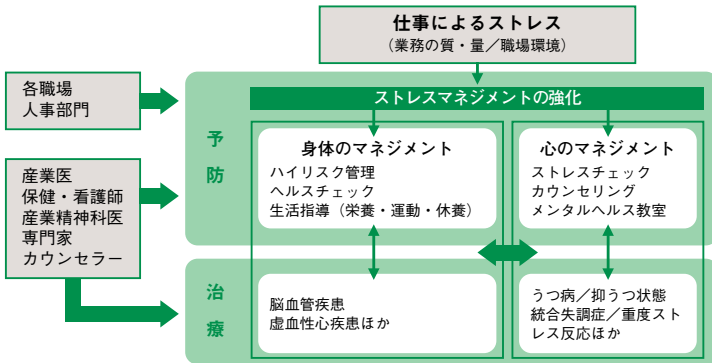 仕事によるストレス
（業務の質・量／職場環境）
各職場
人事部門
ストレスマネジメントの強化
予防
身体のマネジメント
ハイリスク管理
ヘルスチェック
生活指導（栄養・運動・休養）
心のマネジメント
ストレスチェック
カウンセリング
メンタルヘルス教室
産業医
保健・看護師
産業精神科医
専門家
カウンセラー
治療
脳血管疾患
虚血性心疾患ほか
うつ病／抑うつ状態
統合失調症／重度スト
レス反応ほか